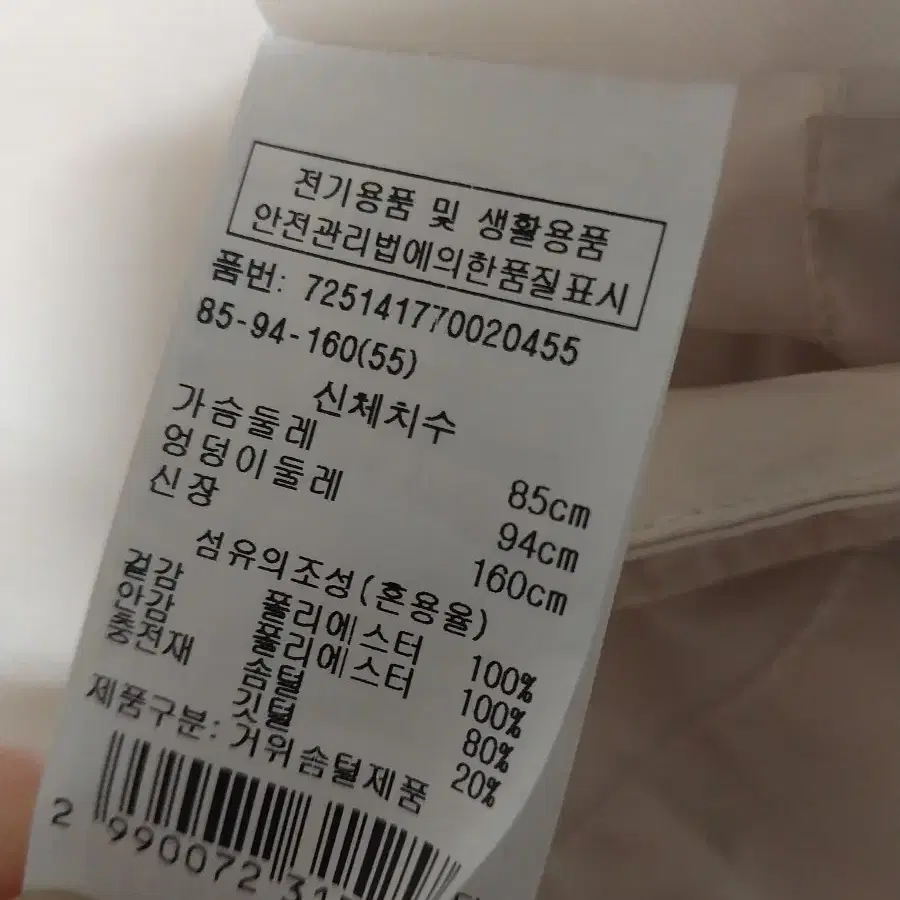 전기용품 및 생활용품
안전관리법에의한품질표시
품번: 725141770020455
85-94-160(55)
신체치수
가슴둘레 85cm
엉덩이둘레 94cm
신장 160cm
섬유의조성(혼용율)
겉감 폴리에스터 100%
안감 폴리에스터 100%
충전재 솜털 80%
깃털 20%
제품구분: 거위솜털제품
2 990072